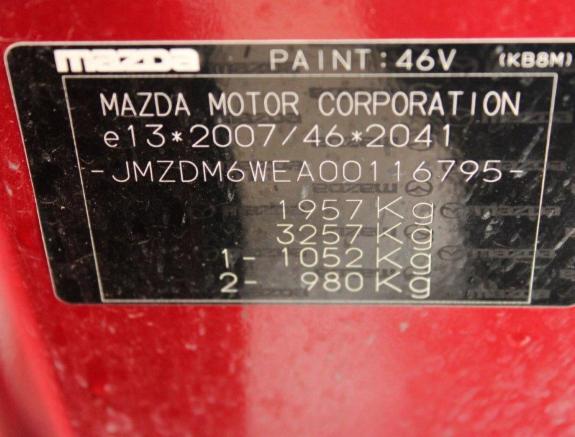 mazda PAINT: 46V (KB8M)
MAZDA MOTOR CORPORATION
e13*2007/46*2041
-JMZDM6WEA00116795-
1957 Kg
3257 Kg
1- 1052 Kg
2- 980 Kg